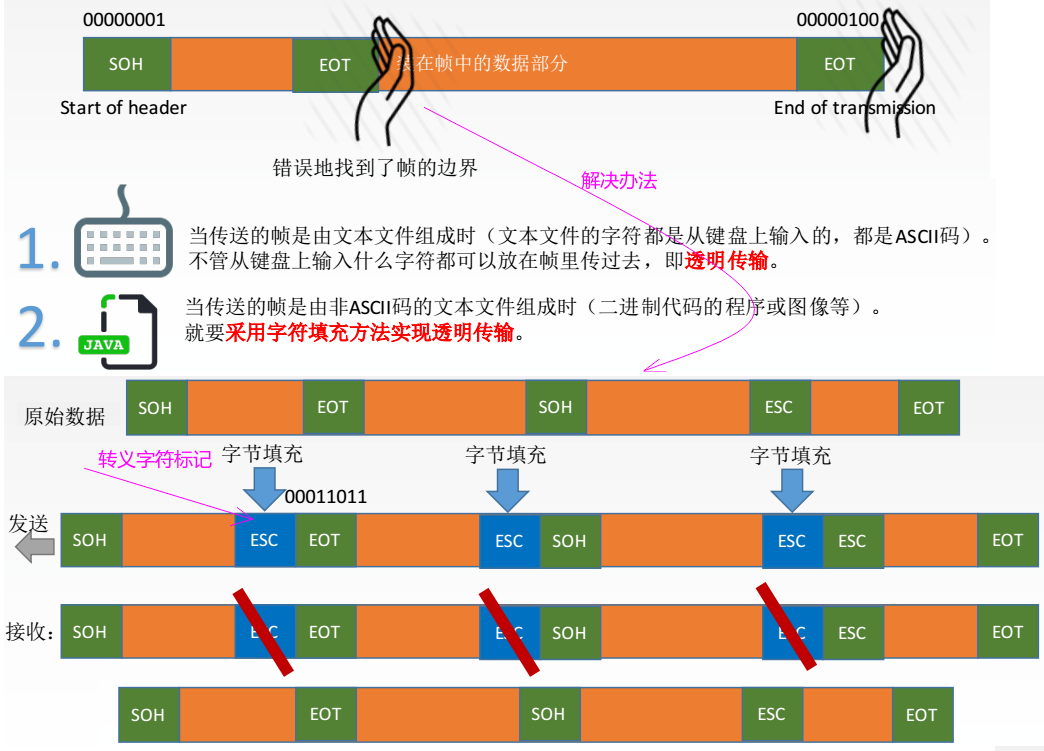 00000001 00000100
SOH EOT 装在帧中的数据部分 EOT
Start of header End of transmission
错误地找到了帧的边界
解决办法
1. 当传送的帧是由文本文件组成时（文本文件的字符都是从键盘上输入的，都是ASCII码）。
不管从键盘上输入什么字符都可以放在帧里传过去，即透明传输。
2. JAVA 当传送的帧是由非ASCII码的文本文件组成时（二进制代码的程序或图像等）。
就要采用字符填充方法实现透明传输。
原始数据 SOH EOT SOH ESC EOT
转义字符标记 字节填充 字节填充 字节填充
00011011
发送 SOH ESC EOT ESC SOH ESC ESC EOT
接收： SOH ESC EOT ESC SOH ESC ESC EOT
SOH EOT SOH ESC EOT